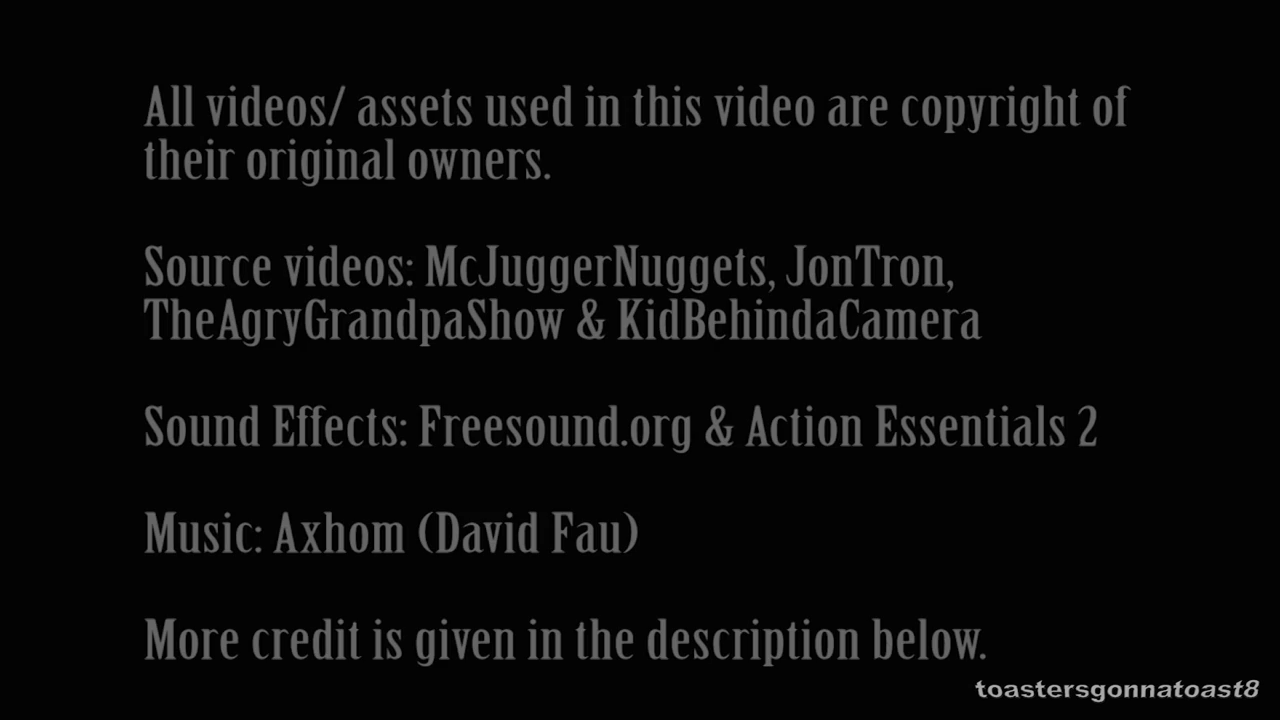 All videos/ assets used in this video are copyright of
their original owners.
Source videos: McJuggerNuggets, JonTron,
TheAgryGrandpaShow & KidBehindaCamera
Sound Effects: Freesound.org & Action Essentials 2
Music: Axhom (David Fau)
More credit is given in the description below.
toastersgonnatoast8